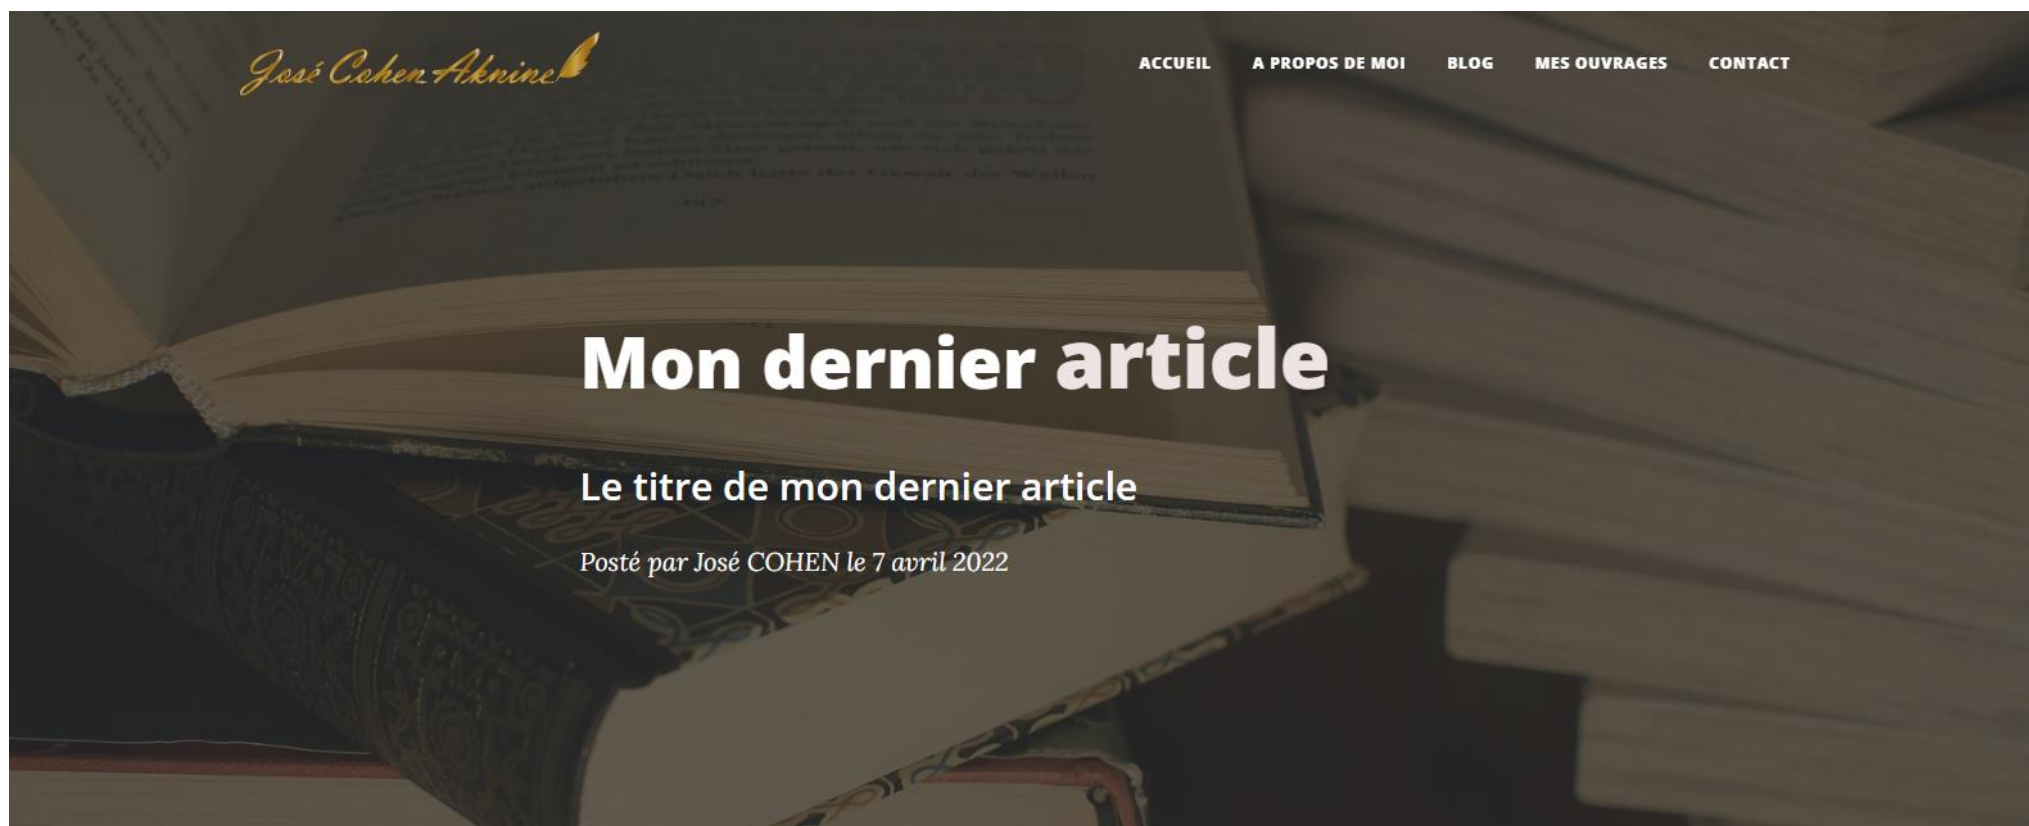 José Cohen Aknine
ACCUEIL A PROPOS DE MOI BLOG MES OUVRAGES CONTACT
Mon dernier article
Le titre de mon dernier article
Posté par José COHEN le 7 avril 2022